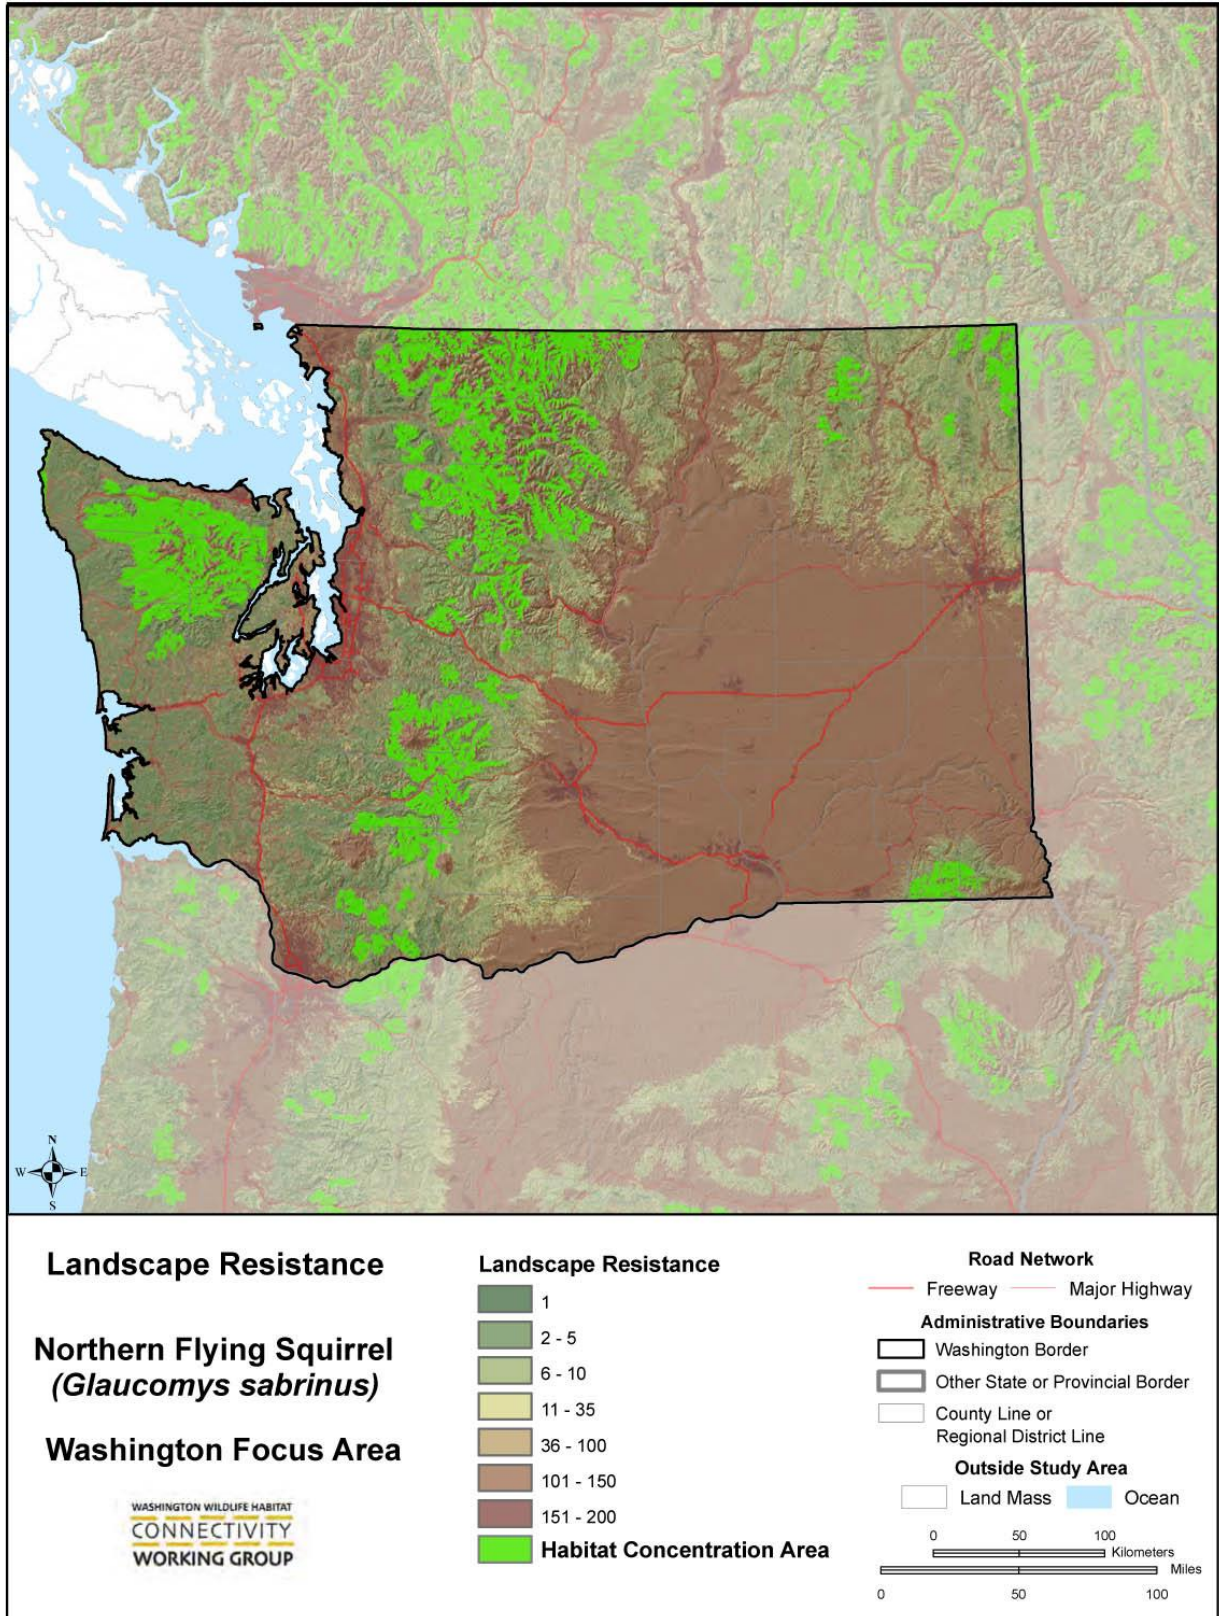 N
W E
S
Landscape Resistance
Northern Flying Squirrel
(Glaucomys sabrinus)
Washington Focus Area
WASHINGTON WILDLIFE HABITAT
CONNECTIVITY
WORKING GROUP
Landscape Resistance
1
2 - 5
6 - 10
11 - 35
36 - 100
101 - 150
151 - 200
Habitat Concentration Area
Road Network
Freeway Major Highway
Administrative Boundaries
Washington Border
Other State or Provincial Border
County Line or
Regional District Line
Outside Study Area
Land Mass Ocean
0 50 100
Kilometers
Miles
0 50 100